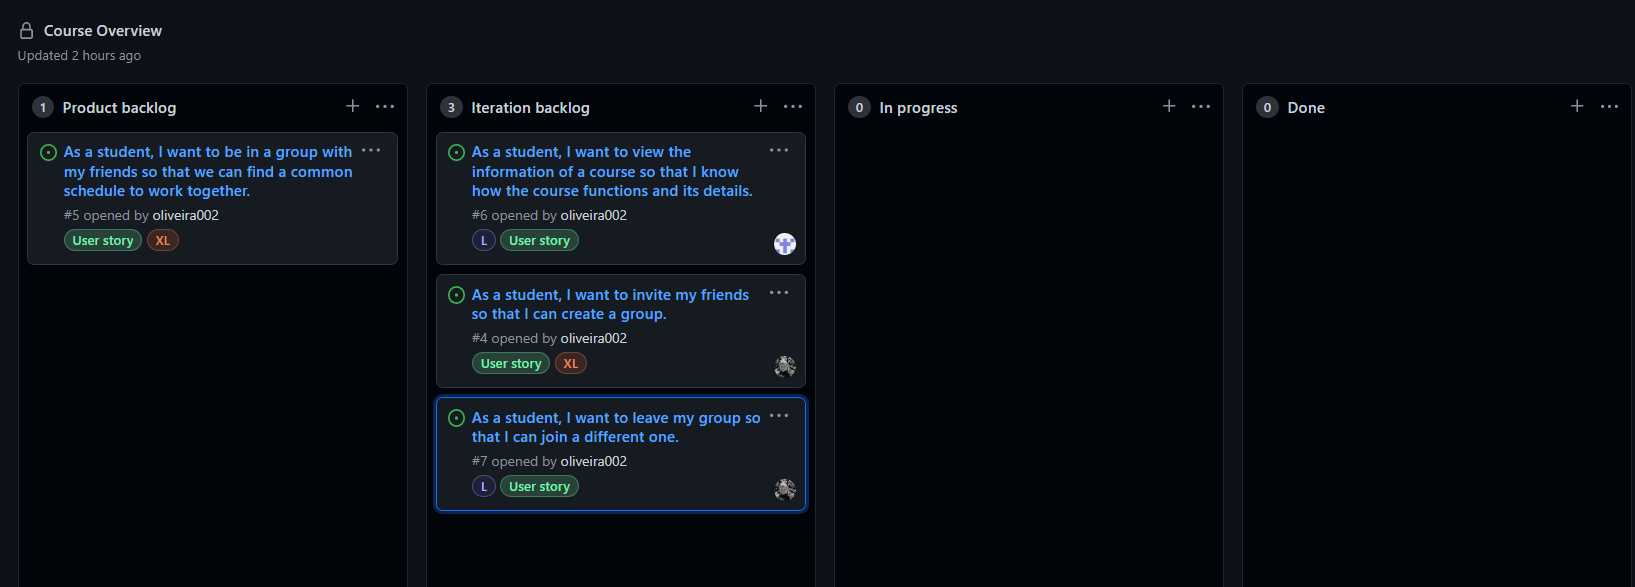 Course Overview
Updated 2 hours ago
1 Product backlog
As a student, I want to be in a group with
my friends so that we can find a common
schedule to work together.
#5 opened by oliveira002
User story XL
3 Iteration backlog
As a student, I want to view the
information of a course so that I know
how the course functions and its details.
#6 opened by oliveira002
L User story
As a student, I want to invite my friends
so that I can create a group.
#4 opened by oliveira002
User story XL
As a student, I want to leave my group so
that I can join a different one.
#7 opened by oliveira002
L User story
0 In progress
0 Done